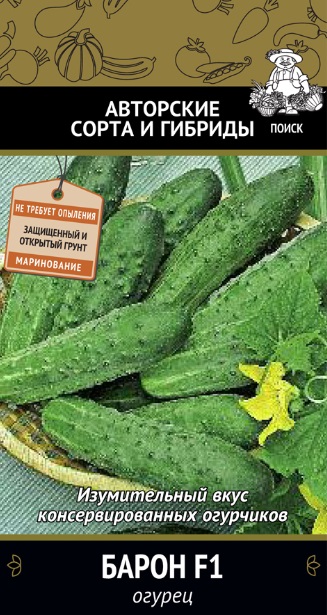 АВТОРСКИЕ
СОРТА И ГИБРИДЫ
ПОИСК
НЕ ТРЕБУЕТ ОПЫЛЕНИЯ
ЗАЩИЩЕННЫЙ И
ОТКРЫТЫЙ ГРУНТ
МАРИНОВАНИЕ
Изумительный вкус
консервированных огурчиков
БАРОН F1
огурец